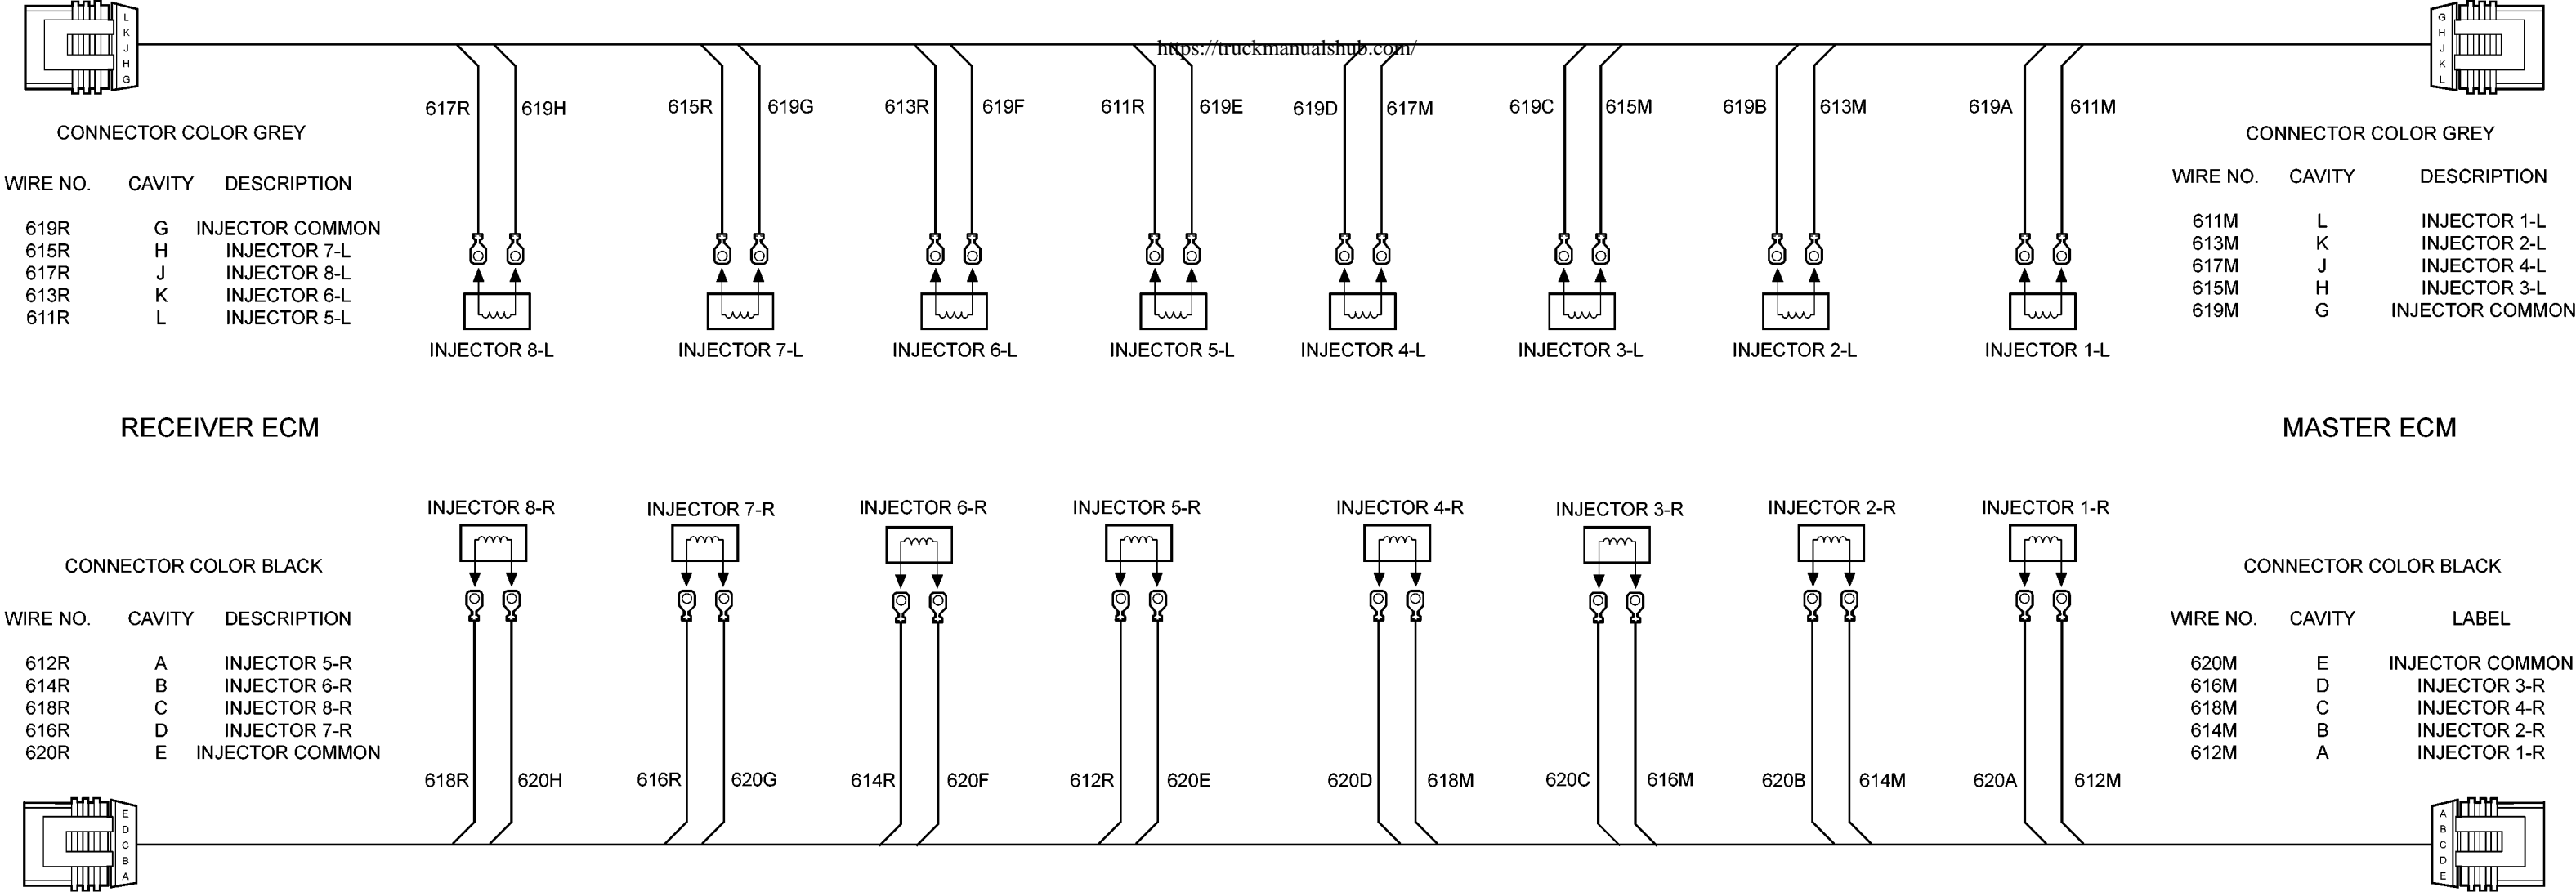 L
K
J
H
G
https://truckmanualshub.com/
G
H
J
K
L
617R 619H 615R 619G 613R 619F 611R 619E 619D 617M 619C 615M 619B 613M 619A 611M
CONNECTOR COLOR GREY
WIRE NO. CAVITY DESCRIPTION
619R G INJECTOR COMMON
615R H INJECTOR 7-L
617R J INJECTOR 8-L
613R K INJECTOR 6-L
611R L INJECTOR 5-L
CONNECTOR COLOR GREY
WIRE NO. CAVITY DESCRIPTION
611M L INJECTOR 1-L
613M K INJECTOR 2-L
617M J INJECTOR 4-L
615M H INJECTOR 3-L
619M G INJECTOR COMMON
INJECTOR 8-L INJECTOR 7-L INJECTOR 6-L INJECTOR 5-L INJECTOR 4-L INJECTOR 3-L INJECTOR 2-L INJECTOR 1-L
RECEIVER ECM MASTER ECM
INJECTOR 8-R INJECTOR 7-R INJECTOR 6-R INJECTOR 5-R INJECTOR 4-R INJECTOR 3-R INJECTOR 2-R INJECTOR 1-R
CONNECTOR COLOR BLACK
WIRE NO. CAVITY DESCRIPTION
612R A INJECTOR 5-R
614R B INJECTOR 6-R
618R C INJECTOR 8-R
616R D INJECTOR 7-R
620R E INJECTOR COMMON
CONNECTOR COLOR BLACK
WIRE NO. CAVITY LABEL
620M E INJECTOR COMMON
616M D INJECTOR 3-R
618M C INJECTOR 4-R
614M B INJECTOR 2-R
612M A INJECTOR 1-R
618R 620H 616R 620G 614R 620F 612R 620E 620D 618M 620C 616M 620B 614M 620A 612M
E
D
C
B
A
A
B
C
D
E